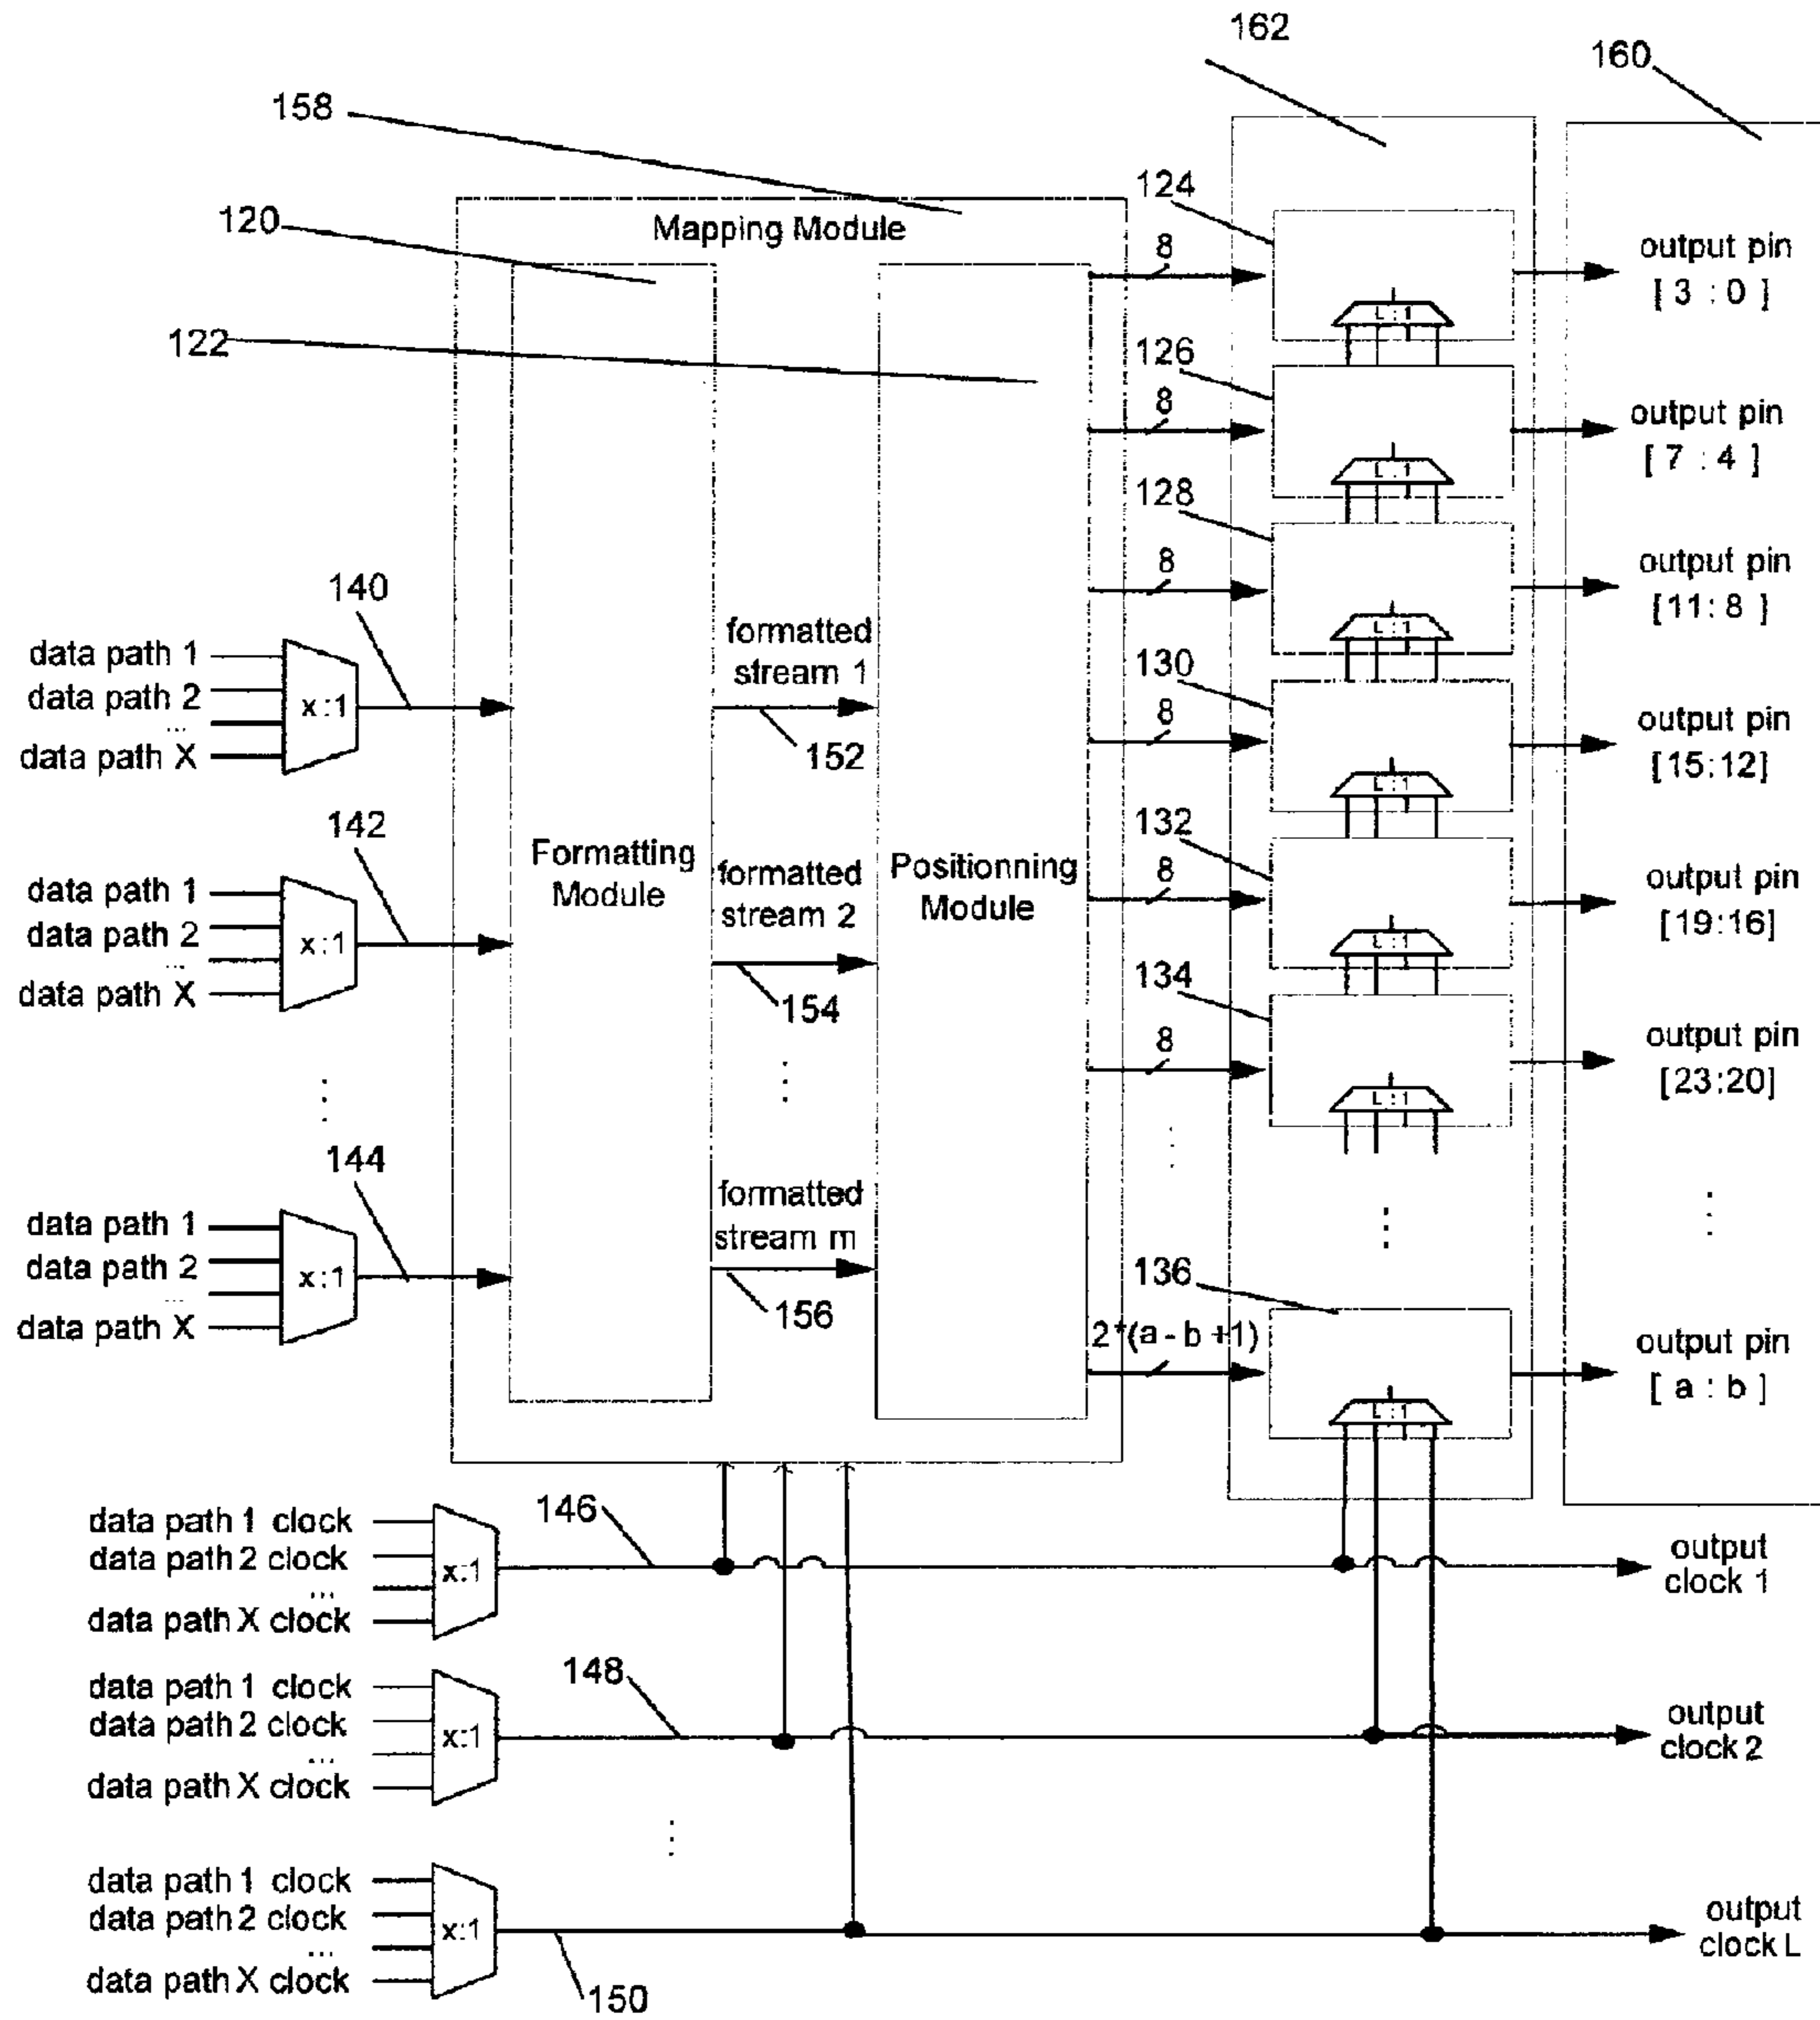 162
160
158
124
120
Mapping Module
8
output pin
[ 3 : 0 ]
L : 1
122
126
8
output pin
[ 7 : 4 ]
L : 1
128
8
output pin
[11: 8 ]
L : 1
140
formatted
stream 1
data path 1
data path 2
...
data path X
x:1
152
130
8
output pin
[15:12]
L : 1
142
Formatting
Module
formatted
stream 2
Positionning
Module
data path 1
data path 2
...
data path X
x:1
154
132
8
output pin
[19:16]
L : 1
134
8
output pin
[23:20]
L : 1
144
formatted
stream m
data path 1
data path 2
...
data path X
x:1
156
136
2*(a - b +1)
output pin
[ a : b ]
L : 1
data path 1 clock
data path 2 clock
...
data path X clock
x:1
146
output
clock 1
data path 1 clock
data path 2 clock
...
data path X clock
x:1
148
output
clock 2
data path 1 clock
data path 2 clock
...
data path X clock
x:1
150
output
clock L